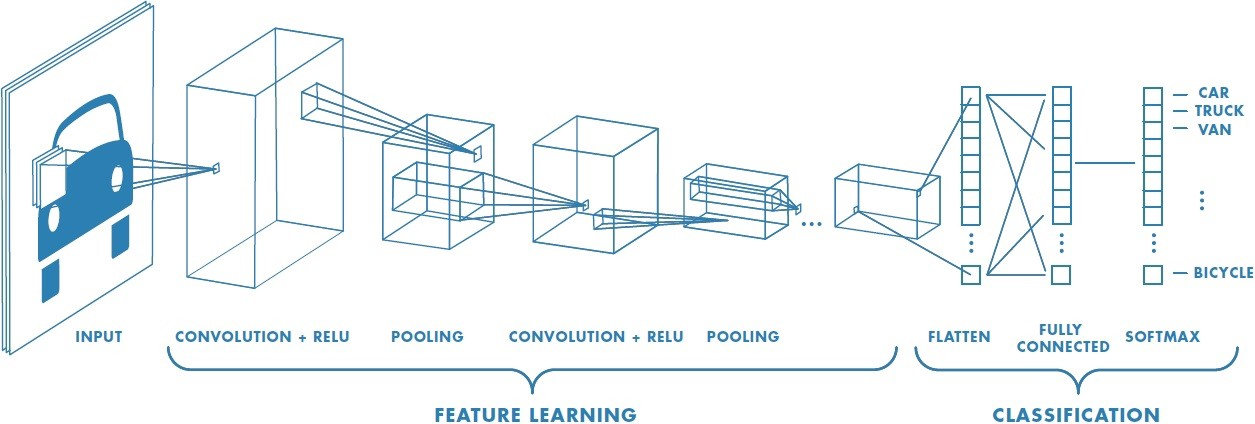 CAR
TRUCK
VAN
BICYCLE
INPUT
CONVOLUTION + RELU
POOLING
CONVOLUTION + RELU
POOLING
FLATTEN
FULLY
CONNECTED
SOFTMAX
FEATURE LEARNING
CLASSIFICATION